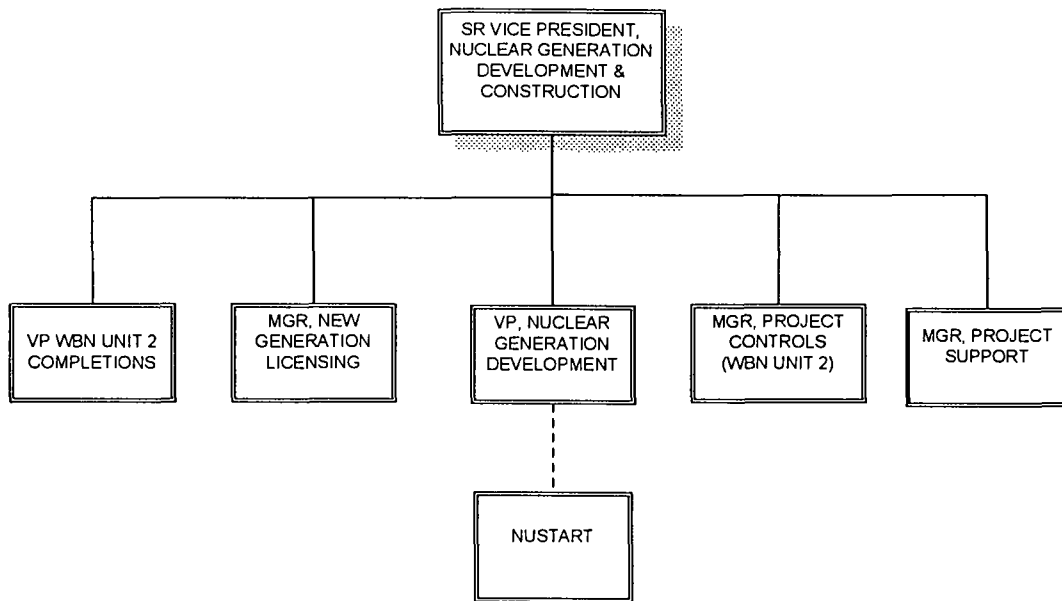 SR VICE PRESIDENT,
NUCLEAR GENERATION
DEVELOPMENT &
CONSTRUCTION
VP WBN UNIT 2
COMPLETIONS
MGR, NEW
GENERATION
LICENSING
VP, NUCLEAR
GENERATION
DEVELOPMENT
MGR, PROJECT
CONTROLS
(WBN UNIT 2)
MGR, PROJECT
SUPPORT
NUSTART